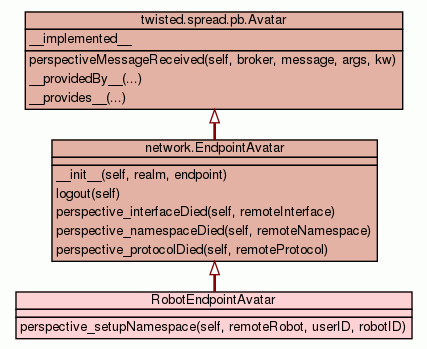 twisted.spread.pb.Avatar
__implemented__
perspectiveMessageReceived(self, broker, message, args, kw)
__providedBy__(...)
__provides__(...)
network.EndpointAvatar
__init__(self, realm, endpoint)
logout(self)
perspective_interfaceDied(self, remoteInterface)
perspective_namespaceDied(self, remoteNamespace)
perspective_protocolDied(self, remoteProtocol)
RobotEndpointAvatar
perspective_setupNamespace(self, remoteRobot, userID, robotID)